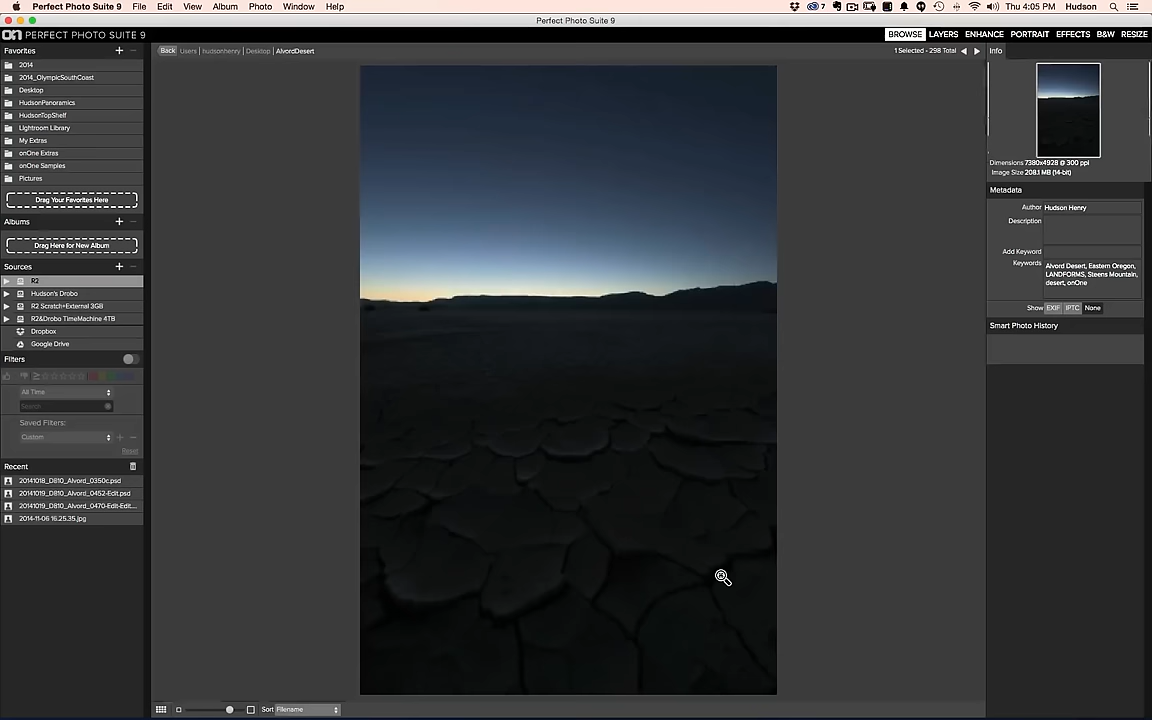 Perfect Photo Suite 9 File Edit View Album Photo Window Help
7 Thu 4:05 PM Hudson
Perfect Photo Suite 9
on PERFECT PHOTO SUITE 9
BROWSE LAYERS ENHANCE PORTRAIT EFFECTS B&W RESIZE
Favorites
2014
2014_OlympicSouthCoast
Desktop
HudsonPanoramics
HudsonTopShelf
Lightroom Library
My Extras
onOne Extras
onOne Samples
Pictures
Drag Your Favorites Here
Albums
Drag Here for New Album
Sources
R2
Hudson's Drobo
R2 Scratch+External 3GB
R2&Drobo TimeMachine 4TB
Dropbox
Google Drive
Filters
All Time
Search
Saved Filters:
Custom
Reset
Recent
20141018_D810_Alvord_0350c.psd
20141019_D810_Alvord_0452-Edit.psd
20141019_D810_Alvord_0470-Edit-Edit...
2014-11-06 16.25.35.jpg
Back Users hudsonhenry Desktop AlvordDesert
1 Selected - 298 Total
Sort Filename
Info
Dimensions 7380x4928 @ 300 ppi
Image Size 208.1 MB (14-bit)
Metadata
Author Hudson Henry
Description
Add Keyword
Keywords Alvord Desert, Eastern Oregon,
LANDFORMS, Steens Mountain,
desert, onOne
Show EXIF IPTC None
Smart Photo History